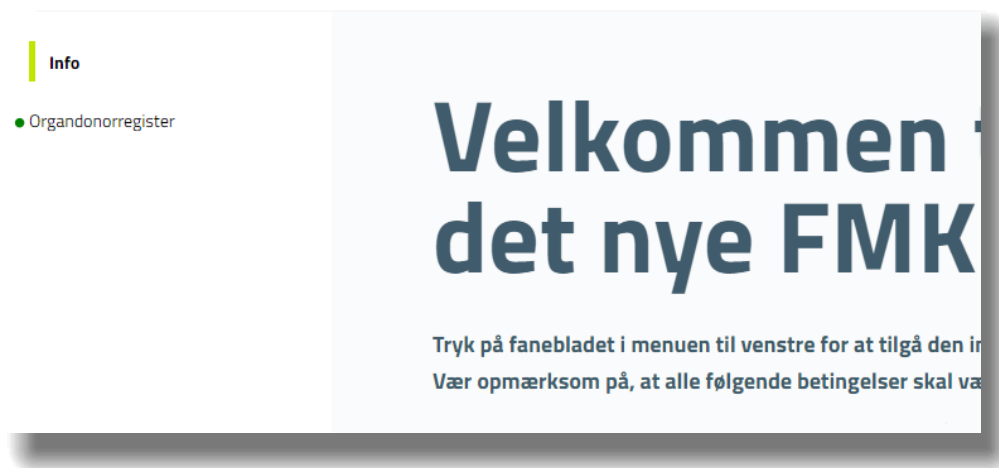 Info
Organdonorregister
Velkommen
det nye FMK
Tryk på fanebladet i menuen til venstre for at tilgå den
Vær opmærksom på, at alle følgende betingelser skal